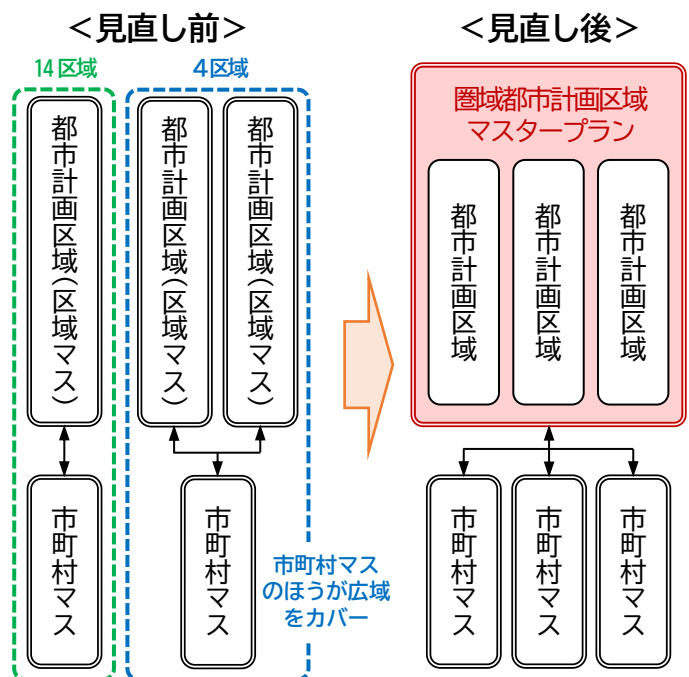 ＜見直し前＞
14区域
4区域
都市計画区域（区域マス）
都市計画区域（区域マス）
都市計画区域（区域マス）
市町村マス
市町村マス
市町村マス
のほうが広域
をカバー
＜見直し後＞
圏域都市計画区域
マスタープラン
都市計画区域
都市計画区域
都市計画区域
市町村マス
市町村マス
市町村マス